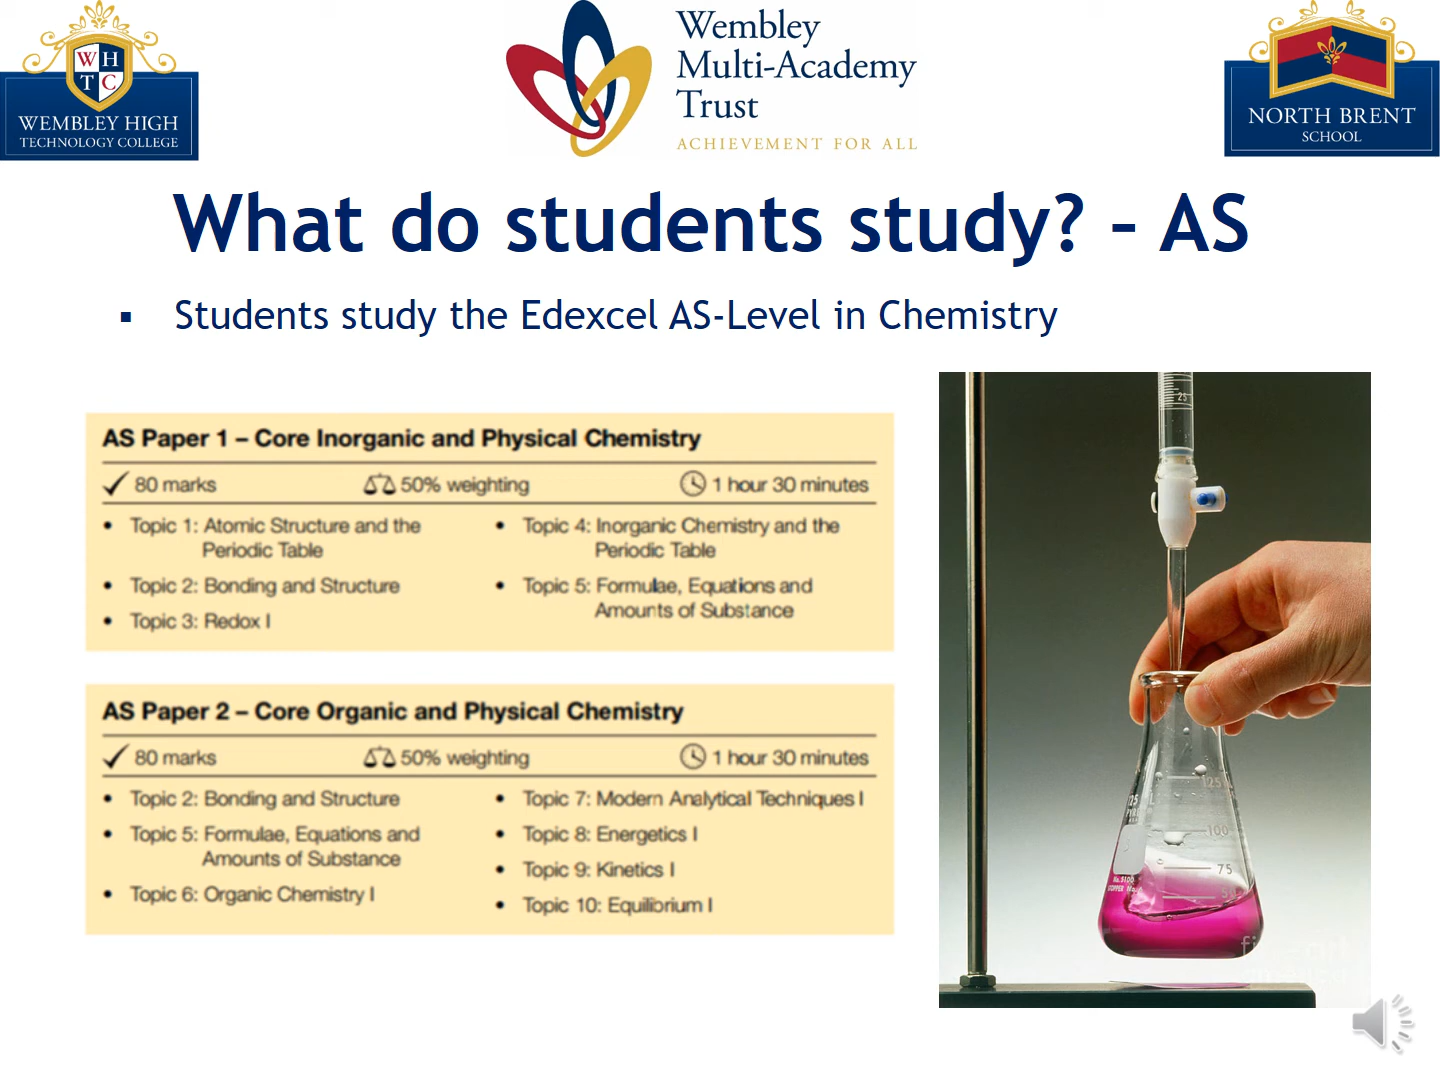 WHTC
WEMBLEY HIGH
TECHNOLOGY COLLEGE
Wembley
Multi-Academy
Trust
ACHIEVEMENT FOR ALL
NORTH BRENT
SCHOOL
What do students study? – AS
▪ Students study the Edexcel AS-Level in Chemistry
AS Paper 1 – Core Inorganic and Physical Chemistry
80 marks 50% weighting 1 hour 30 minutes
• Topic 1: Atomic Structure and the
Periodic Table
• Topic 2: Bonding and Structure
• Topic 3: Redox I
• Topic 4: Inorganic Chemistry and the
Periodic Table
• Topic 5: Formulae, Equations and
Amounts of Substance
AS Paper 2 – Core Organic and Physical Chemistry
80 marks 50% weighting 1 hour 30 minutes
• Topic 2: Bonding and Structure
• Topic 5: Formulae, Equations and
Amounts of Substance
• Topic 6: Organic Chemistry I
• Topic 7: Modern Analytical Techniques I
• Topic 8: Energetics I
• Topic 9: Kinetics I
• Topic 10: Equilibrium I
25
125
100
75
50
No. 5100